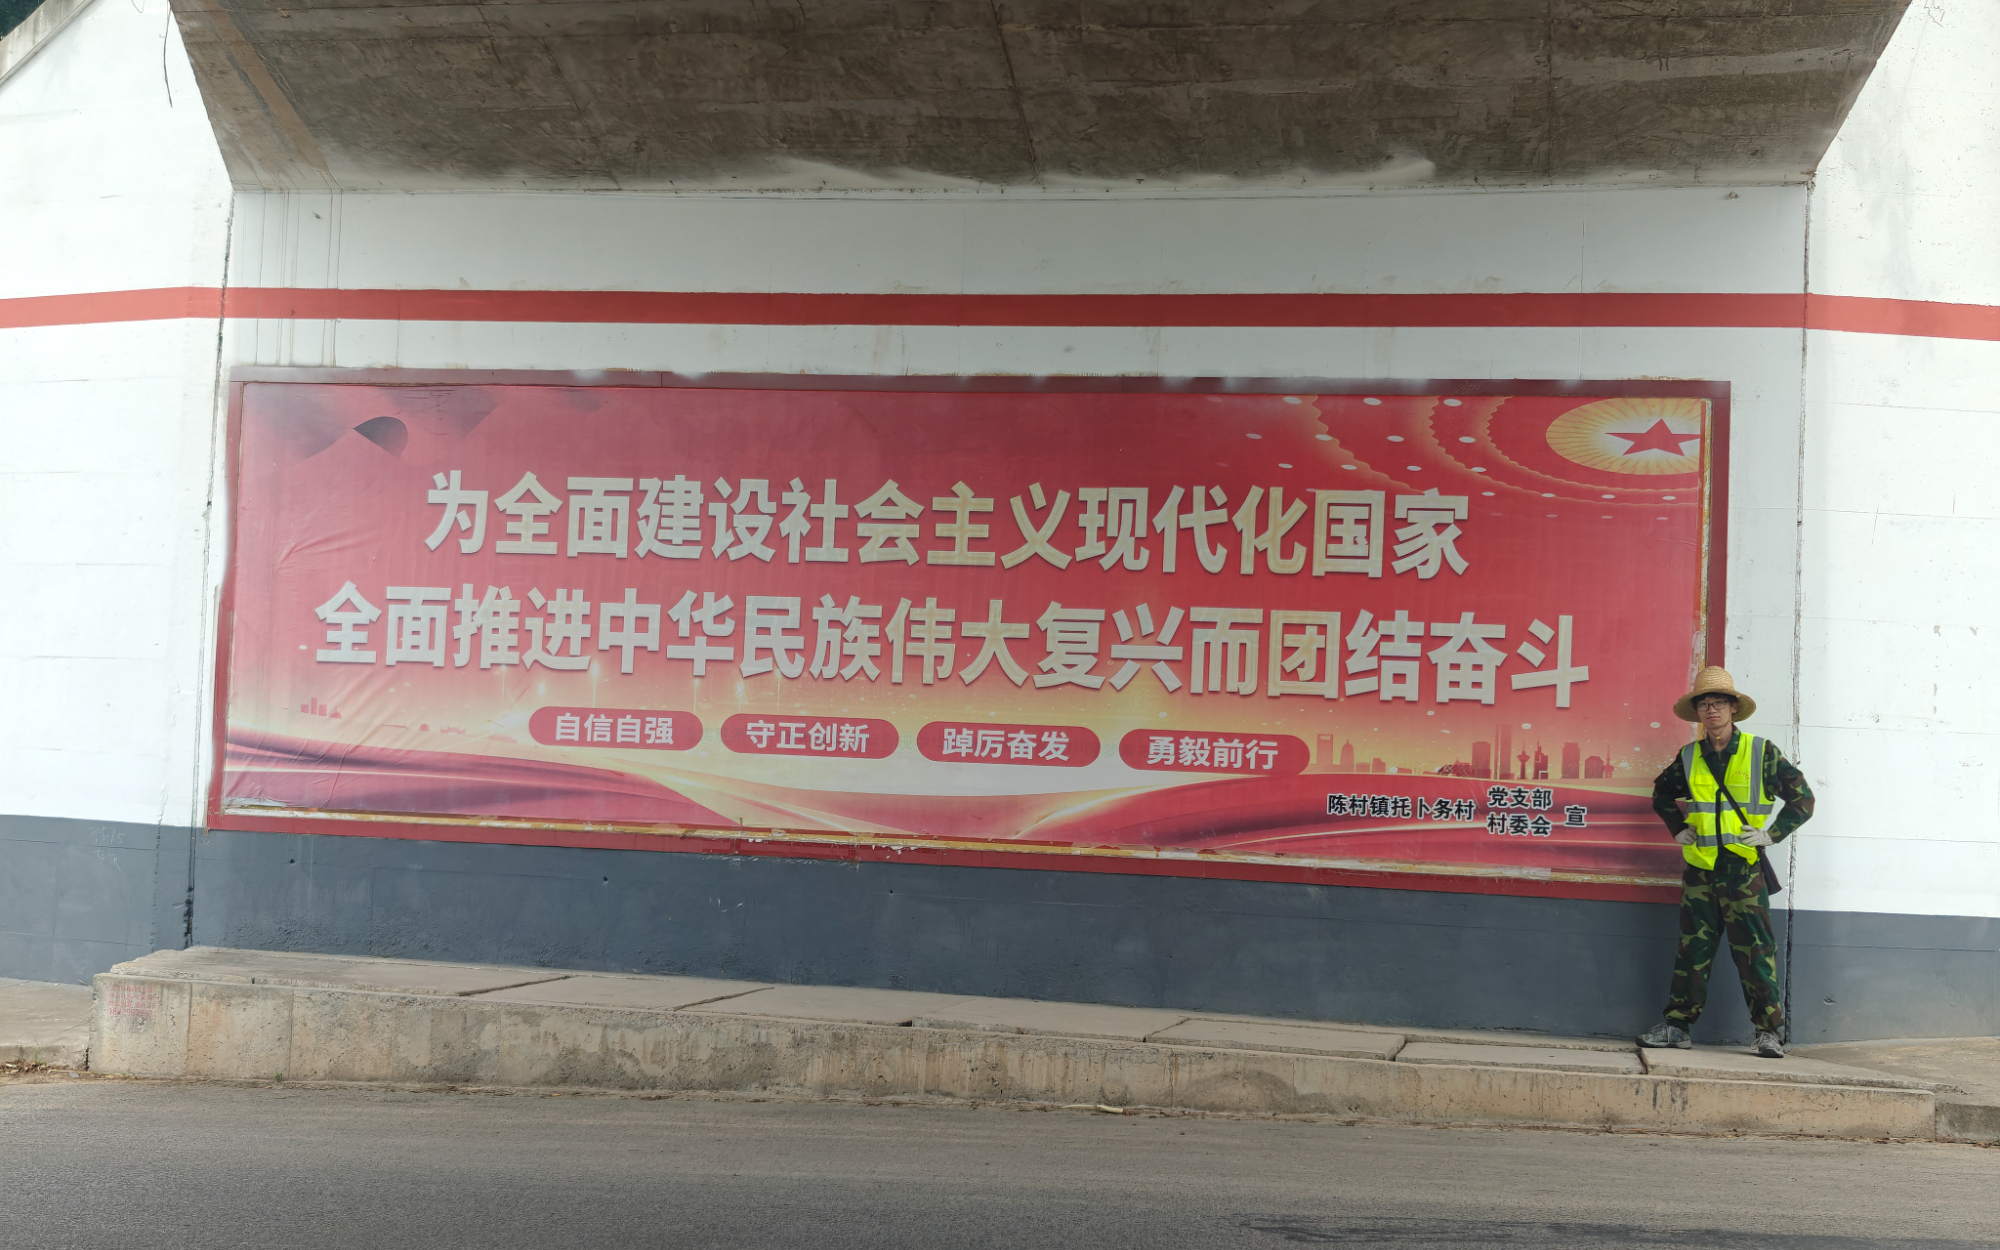 为全面建设社会主义现代化国家
全面推进中华民族伟大复兴而团结奋斗
自信自强 守正创新 踔厉奋发 勇毅前行
陈村镇托卜务村 党支部 村委会 宣